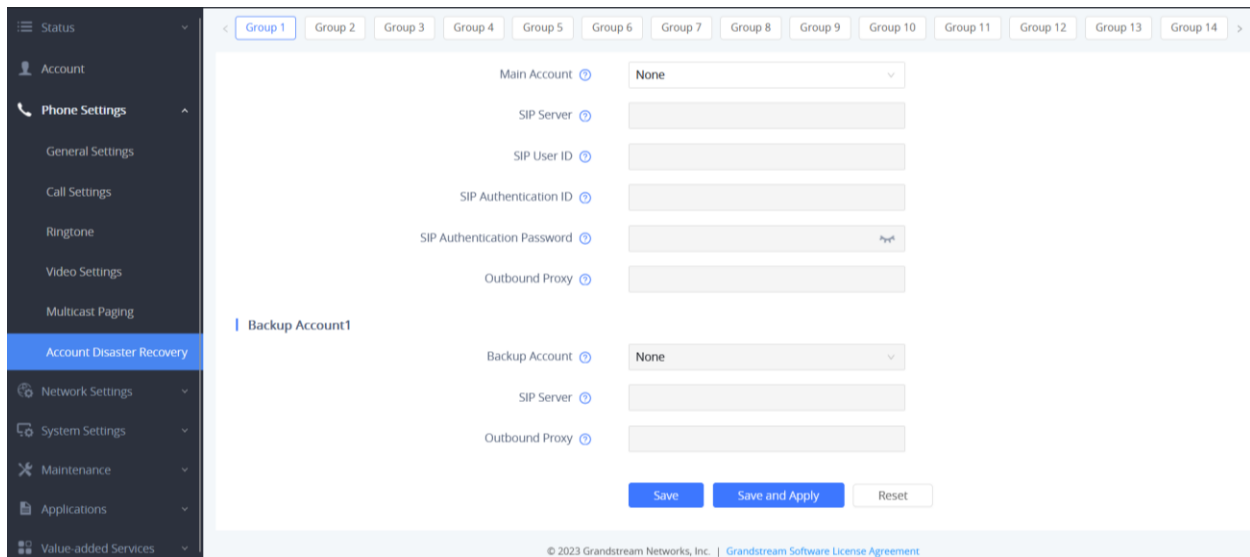 Status
Account
Phone Settings
General Settings
Call Settings
Ringtone
Video Settings
Multicast Paging
Account Disaster Recovery
Network Settings
System Settings
Maintenance
Applications
Value-added Services
< Group 1 Group 2 Group 3 Group 4 Group 5 Group 6 Group 7 Group 8 Group 9 Group 10 Group 11 Group 12 Group 13 Group 14 >
Main Account ? None
SIP Server ?
SIP User ID ?
SIP Authentication ID ?
SIP Authentication Password ?
Outbound Proxy ?
Backup Account1
Backup Account ? None
SIP Server ?
Outbound Proxy ?
Save Save and Apply Reset
© 2023 Grandstream Networks, Inc. | Grandstream Software License Agreement